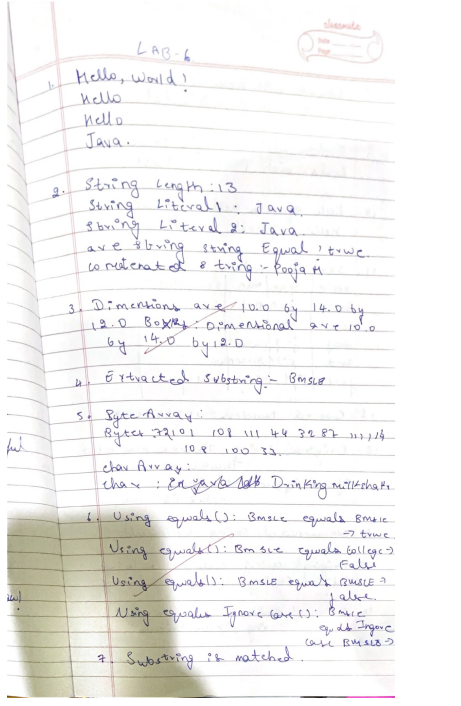 classmate
Date
Page
LAB-6
1. Hello, World!
Hello
Hello
Java.
2. String Length: 13
String Literal 1: Java.
String Literal 2: Java
are string string Equal: true.
concatenated string:- Pooja M
3. Dimentions are 10.0 by 14.0 by
12.0 Boxes: Dimensional are 10.0
by 14.0 by 12.0
4. Extracted Substring:- BMSCE
5. Byte Array:
Bytes: 72 101 108 111 44 32 87 111 114
108 100 33.
char Array:
char: Drinking milkshake
6. Using equals(): Bmsce equals Bmsce
-> true
Using equals(): Bmsce equals College ->
False
Using equals(): BMSCE equals BMSCE ->
false.
Using equals Ignore Case(): Bmsce
equals Ingore
case BMSCE ->
7. Substring is matched.